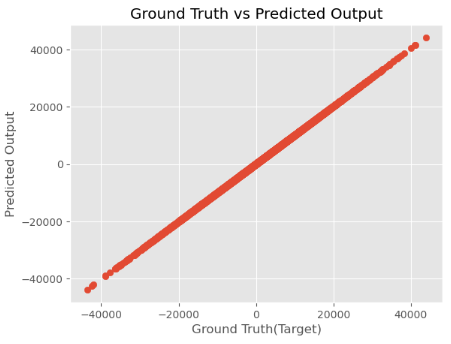 Ground Truth vs Predicted Output
Predicted Output
40000
20000
0
−20000
−40000
−40000 −20000 0 20000 40000
Ground Truth(Target)